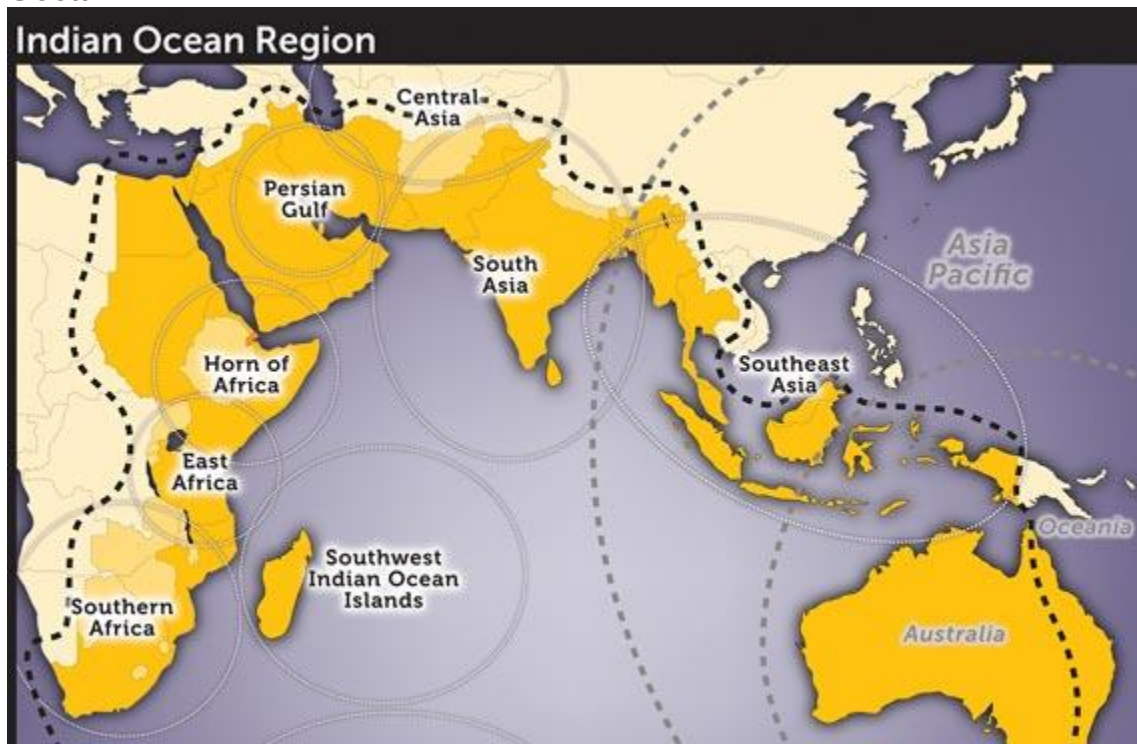 Indian Ocean Region
Central
Asia
Persian
Gulf
South
Asia
Asia
Pacific
Horn of
Africa
Southeast
Asia
East
Africa
Oceania
Southwest
Indian Ocean
Islands
Southern
Africa
Australia